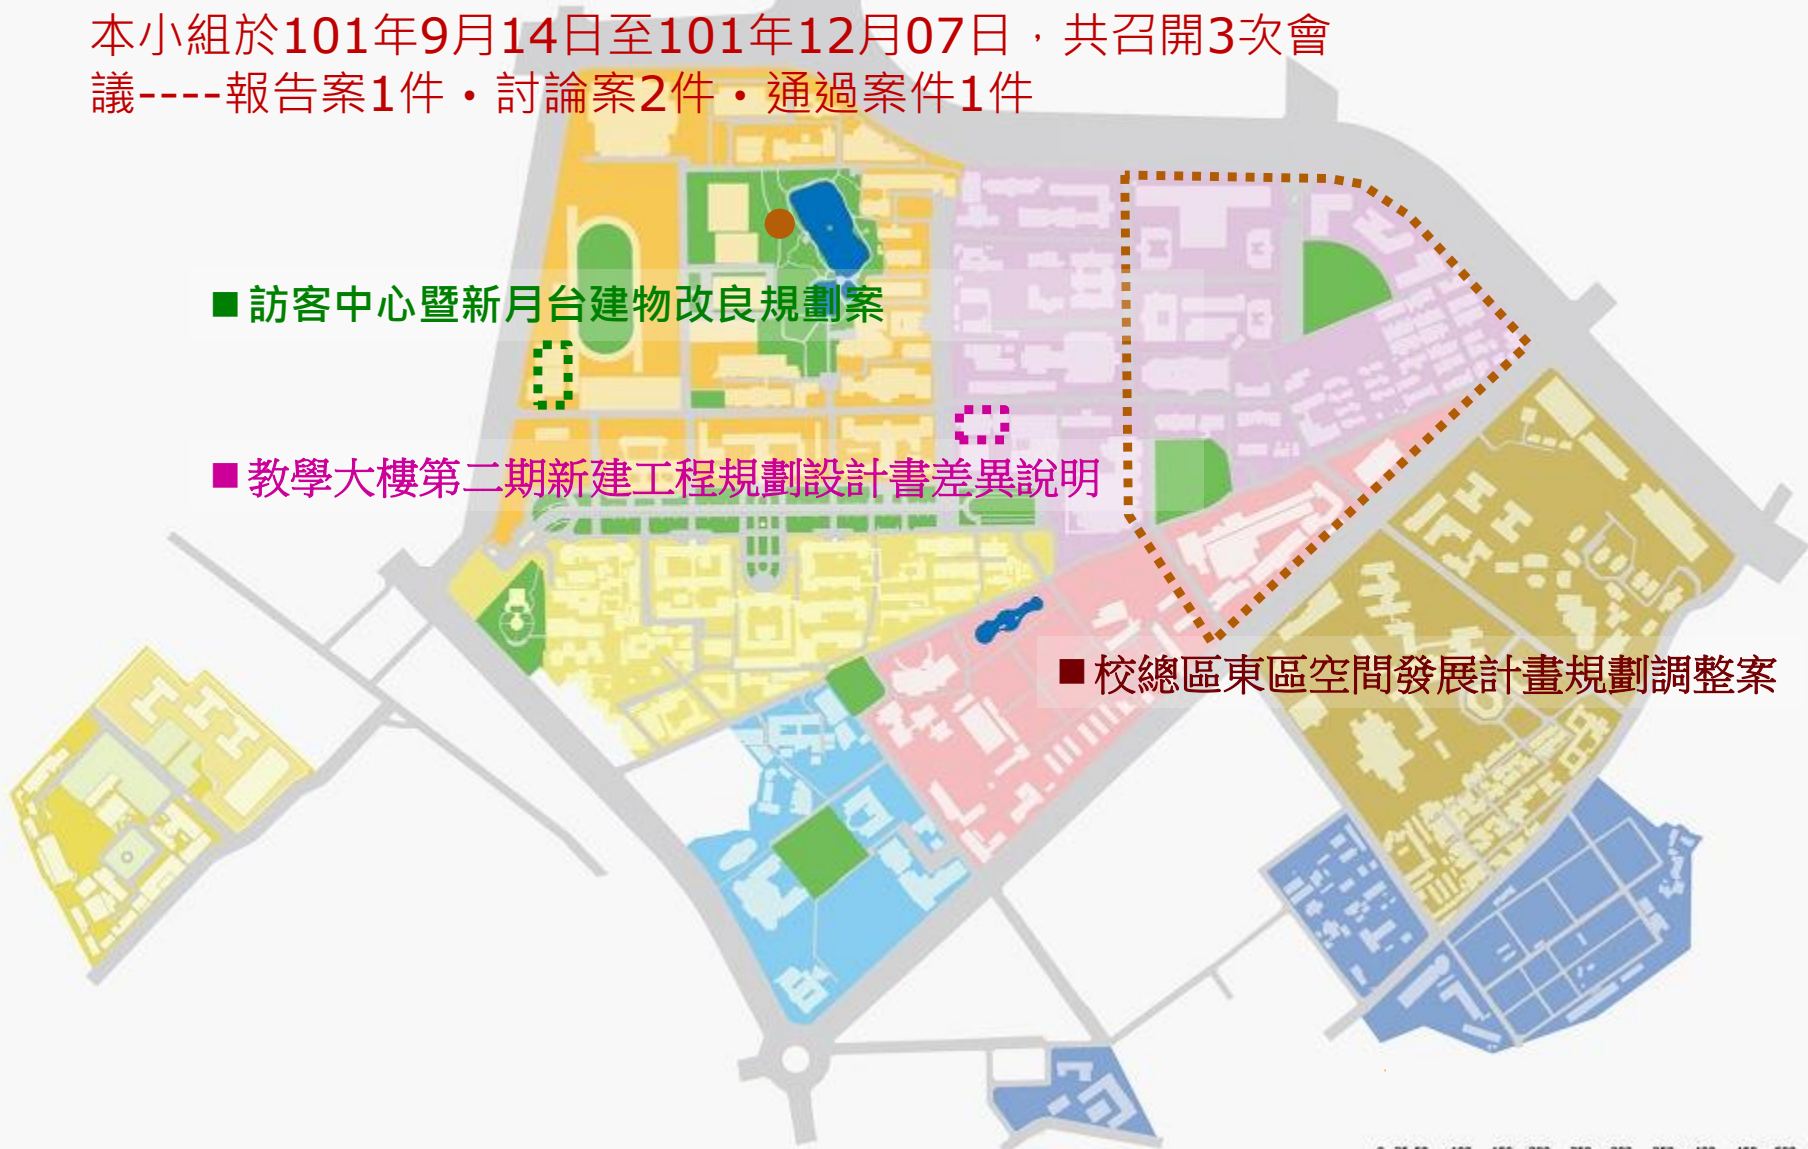 本小組於101年9月14日至101年12月07日，共召開3次會
議----報告案1件‧討論案2件‧通過案件1件
■訪客中心暨新月台建物改良規劃案
■教學大樓第二期新建工程規劃設計書差異說明
■校總區東區空間發展計畫規劃調整案